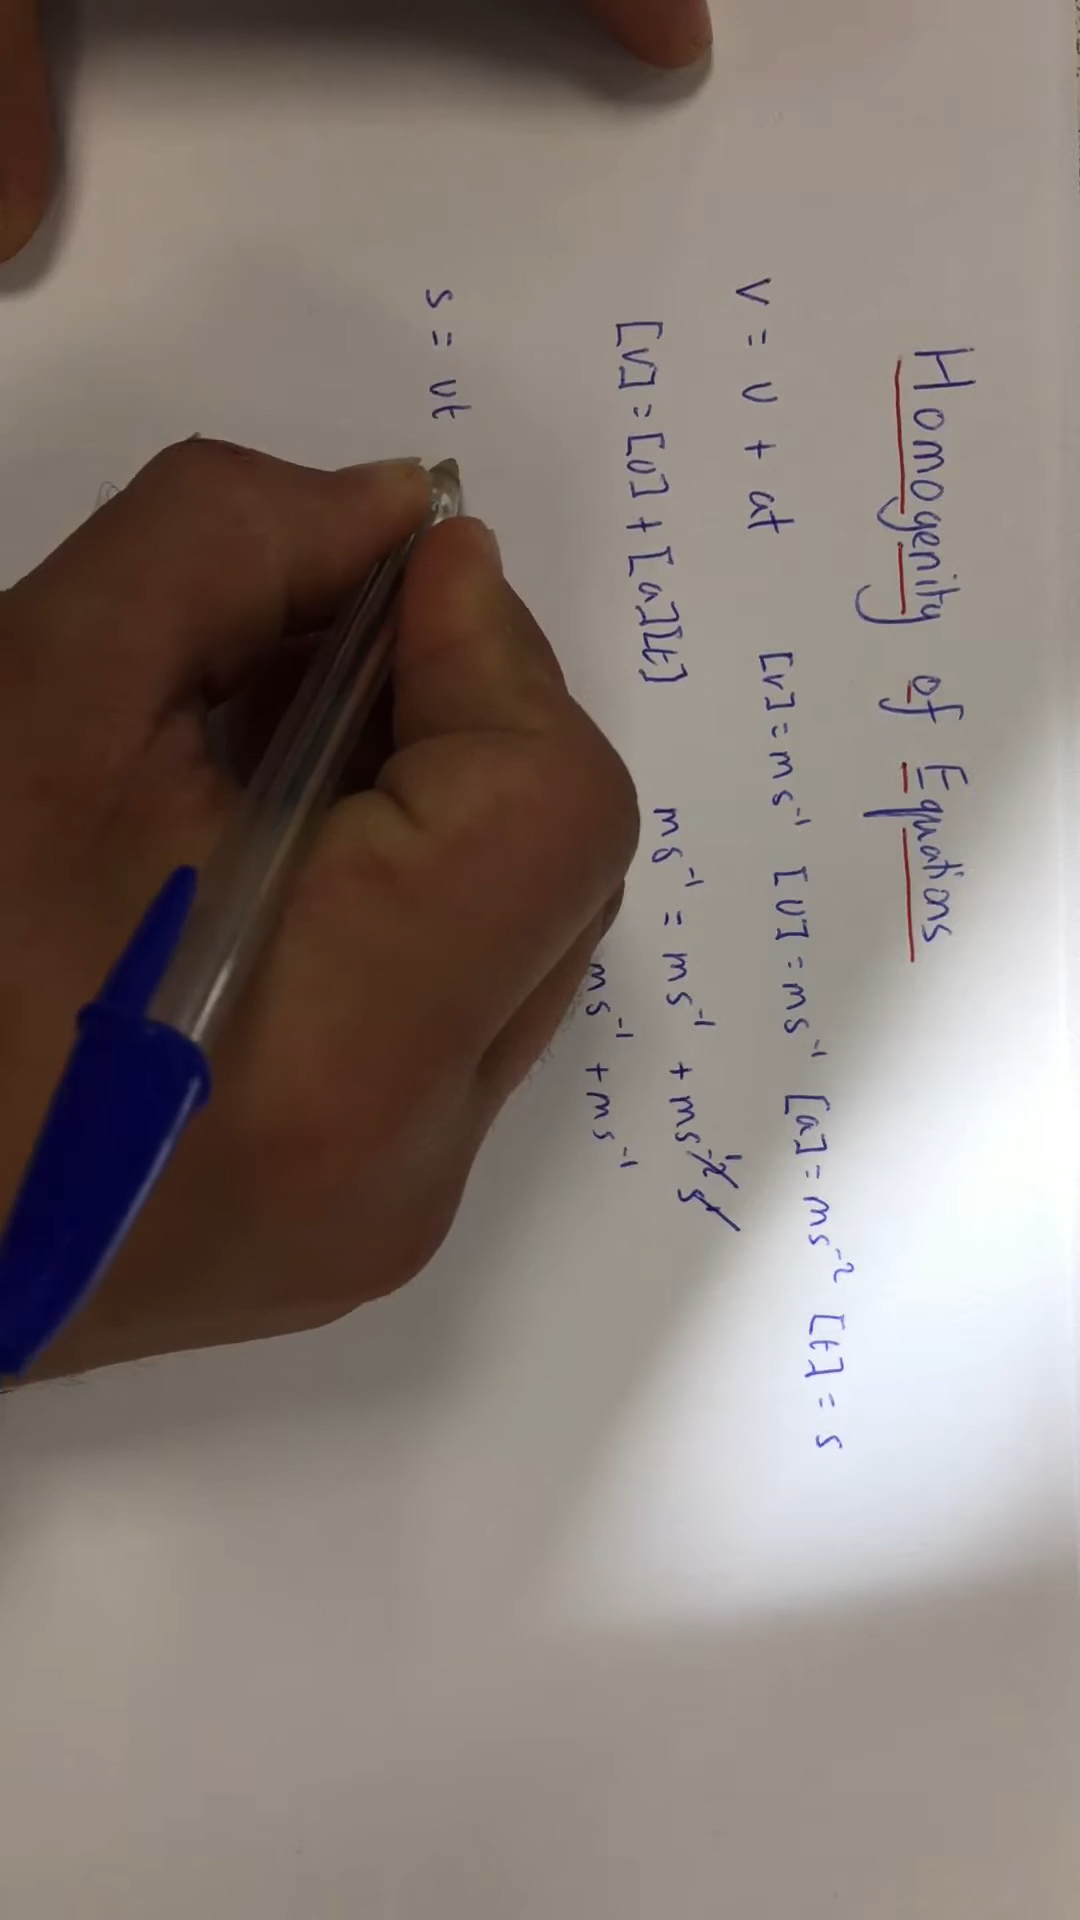 Homogenity of Equations
v = u + at [v] = ms⁻¹ [u] = ms⁻¹ [a] = ms⁻² [t] = s
[v] = [u] + [a][t] ms⁻¹ = ms⁻¹ + ms⁻¹ s
ms⁻¹ + ms⁻¹
s = ut